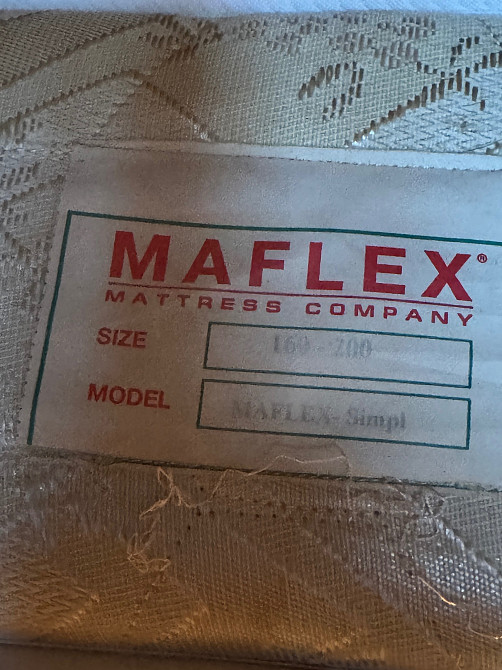 MAFLEX®
MATTRESS COMPANY
SIZE 160 - 200
MODEL MAFLEX- Simpl